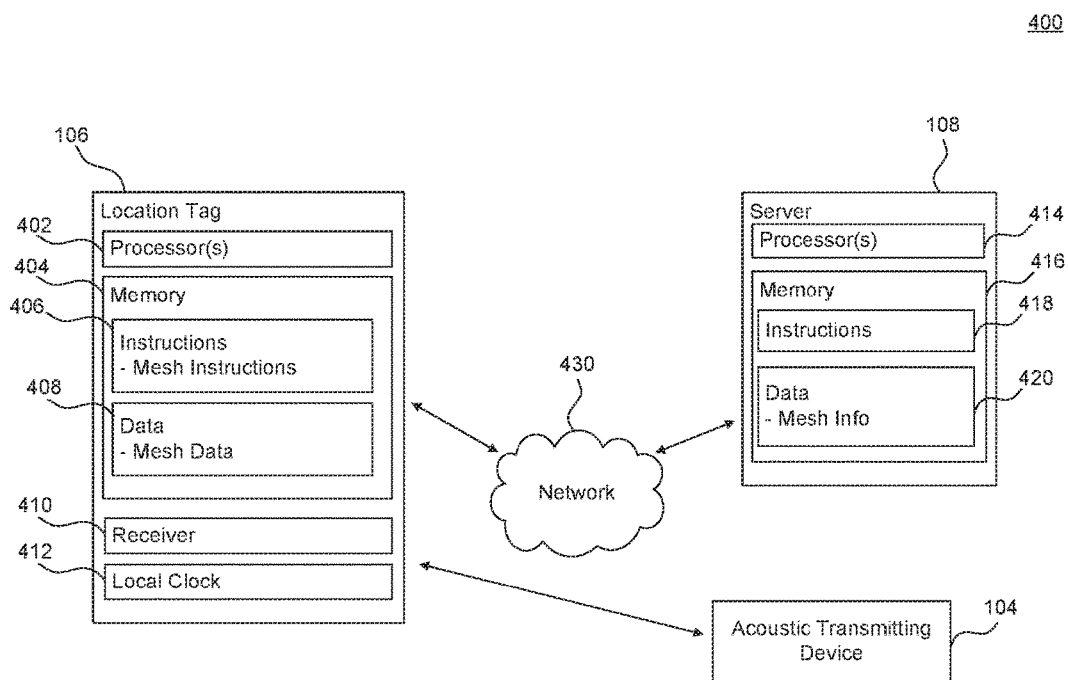 400
106
Location Tag
402
Processor(s)
404
Memory
406
Instructions
- Mesh Instructions
408
Data
- Mesh Data
410
Receiver
412
Local Clock
430
Network
108
Server
Processor(s)
414
Memory
416
Instructions
418
Data
- Mesh Info
420
Acoustic Transmitting
Device
104